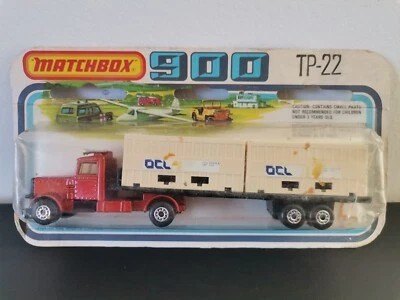 MATCHBOX 900 TP-22
CAUTION: CONTAINS SMALL PARTS
NOT RECOMMENDED FOR CHILDREN
UNDER 3 YEARS OLD.
OCL OCL